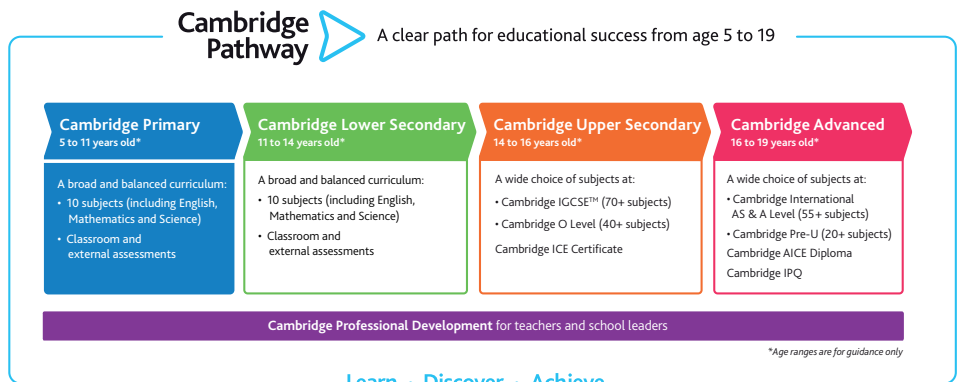 Cambridge
Pathway
A clear path for educational success from age 5 to 19
Cambridge Primary
5 to 11 years old*
A broad and balanced curriculum:
• 10 subjects (including English,
Mathematics and Science)
• Classroom and
external assessments
Cambridge Lower Secondary
11 to 14 years old*
A broad and balanced curriculum:
• 10 subjects (including English,
Mathematics and Science)
• Classroom and
external assessments
Cambridge Upper Secondary
14 to 16 years old*
A wide choice of subjects at:
• Cambridge IGCSE™ (70+ subjects)
• Cambridge O Level (40+ subjects)
Cambridge ICE Certificate
Cambridge Advanced
16 to 19 years old*
A wide choice of subjects at:
• Cambridge International
AS & A Level (55+ subjects)
• Cambridge Pre-U (20+ subjects)
Cambridge AICE Diploma
Cambridge IPQ
Cambridge Professional Development for teachers and school leaders
*Age ranges are for guidance only
Learn · Discover · Achieve